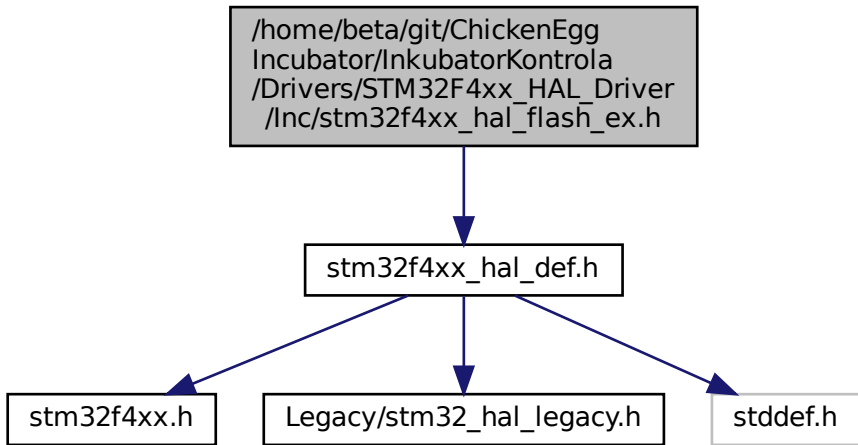 /home/beta/git/ChickenEgg
Incubator/InkubatorKontrola
/Drivers/STM32F4xx_HAL_Driver
/Inc/stm32f4xx_hal_flash_ex.h
stm32f4xx_hal_def.h
stm32f4xx.h
Legacy/stm32_hal_legacy.h
stddef.h